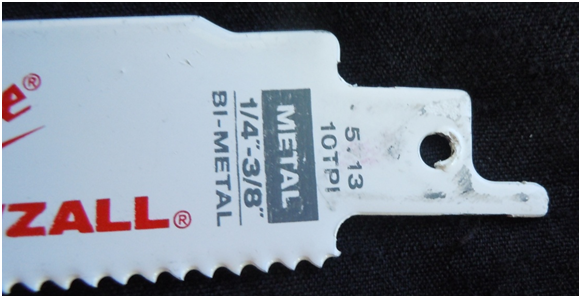 e®
ZALL®
5.13
10TPI
METAL
1/4"-3/8"
BI-METAL